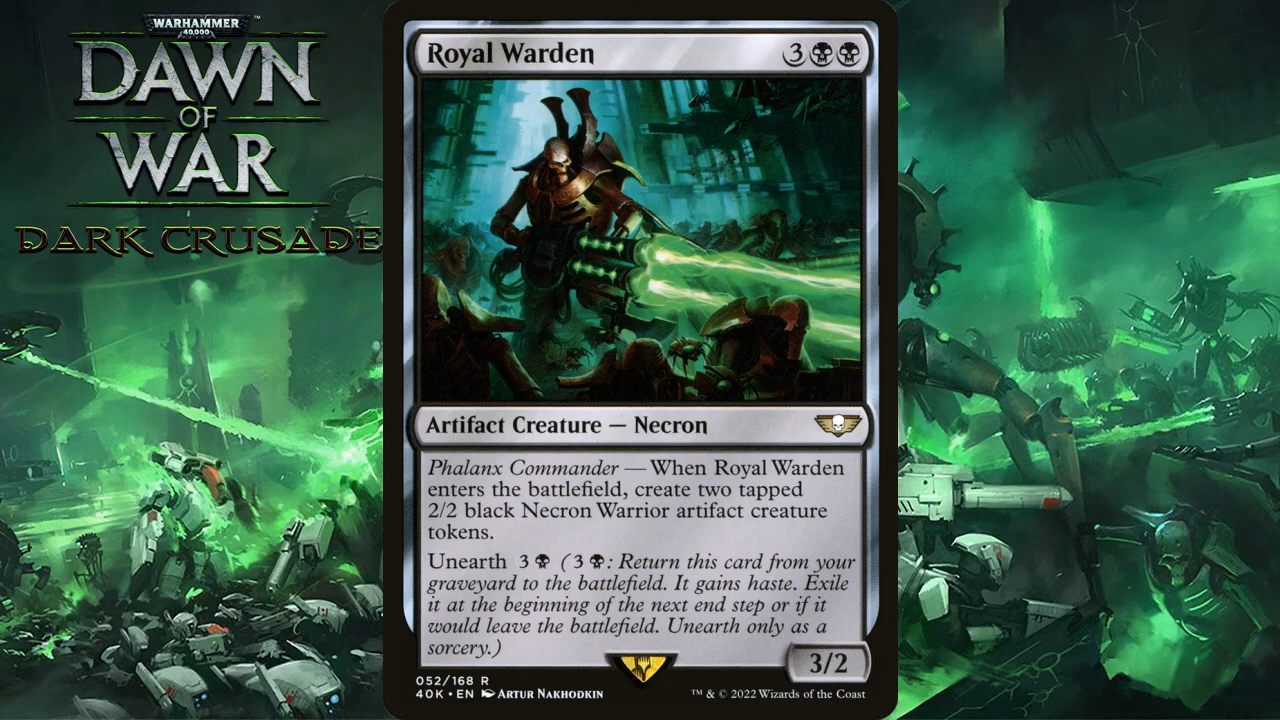 WARHAMMER™
40,000
DAWN
OF
WAR
DARK CRUSADE
Royal Warden 3
Artifact Creature — Necron
Phalanx Commander — When Royal Warden
enters the battlefield, create two tapped
2/2 black Necron Warrior artifact creature
tokens.
Unearth 3 (3: Return this card from your
graveyard to the battlefield. It gains haste. Exile
it at the beginning of the next end step or if it
would leave the battlefield. Unearth only as a
sorcery.)
3/2
052/168 R
40K • EN Artur Nakhodkin
™ & © 2022 Wizards of the Coast